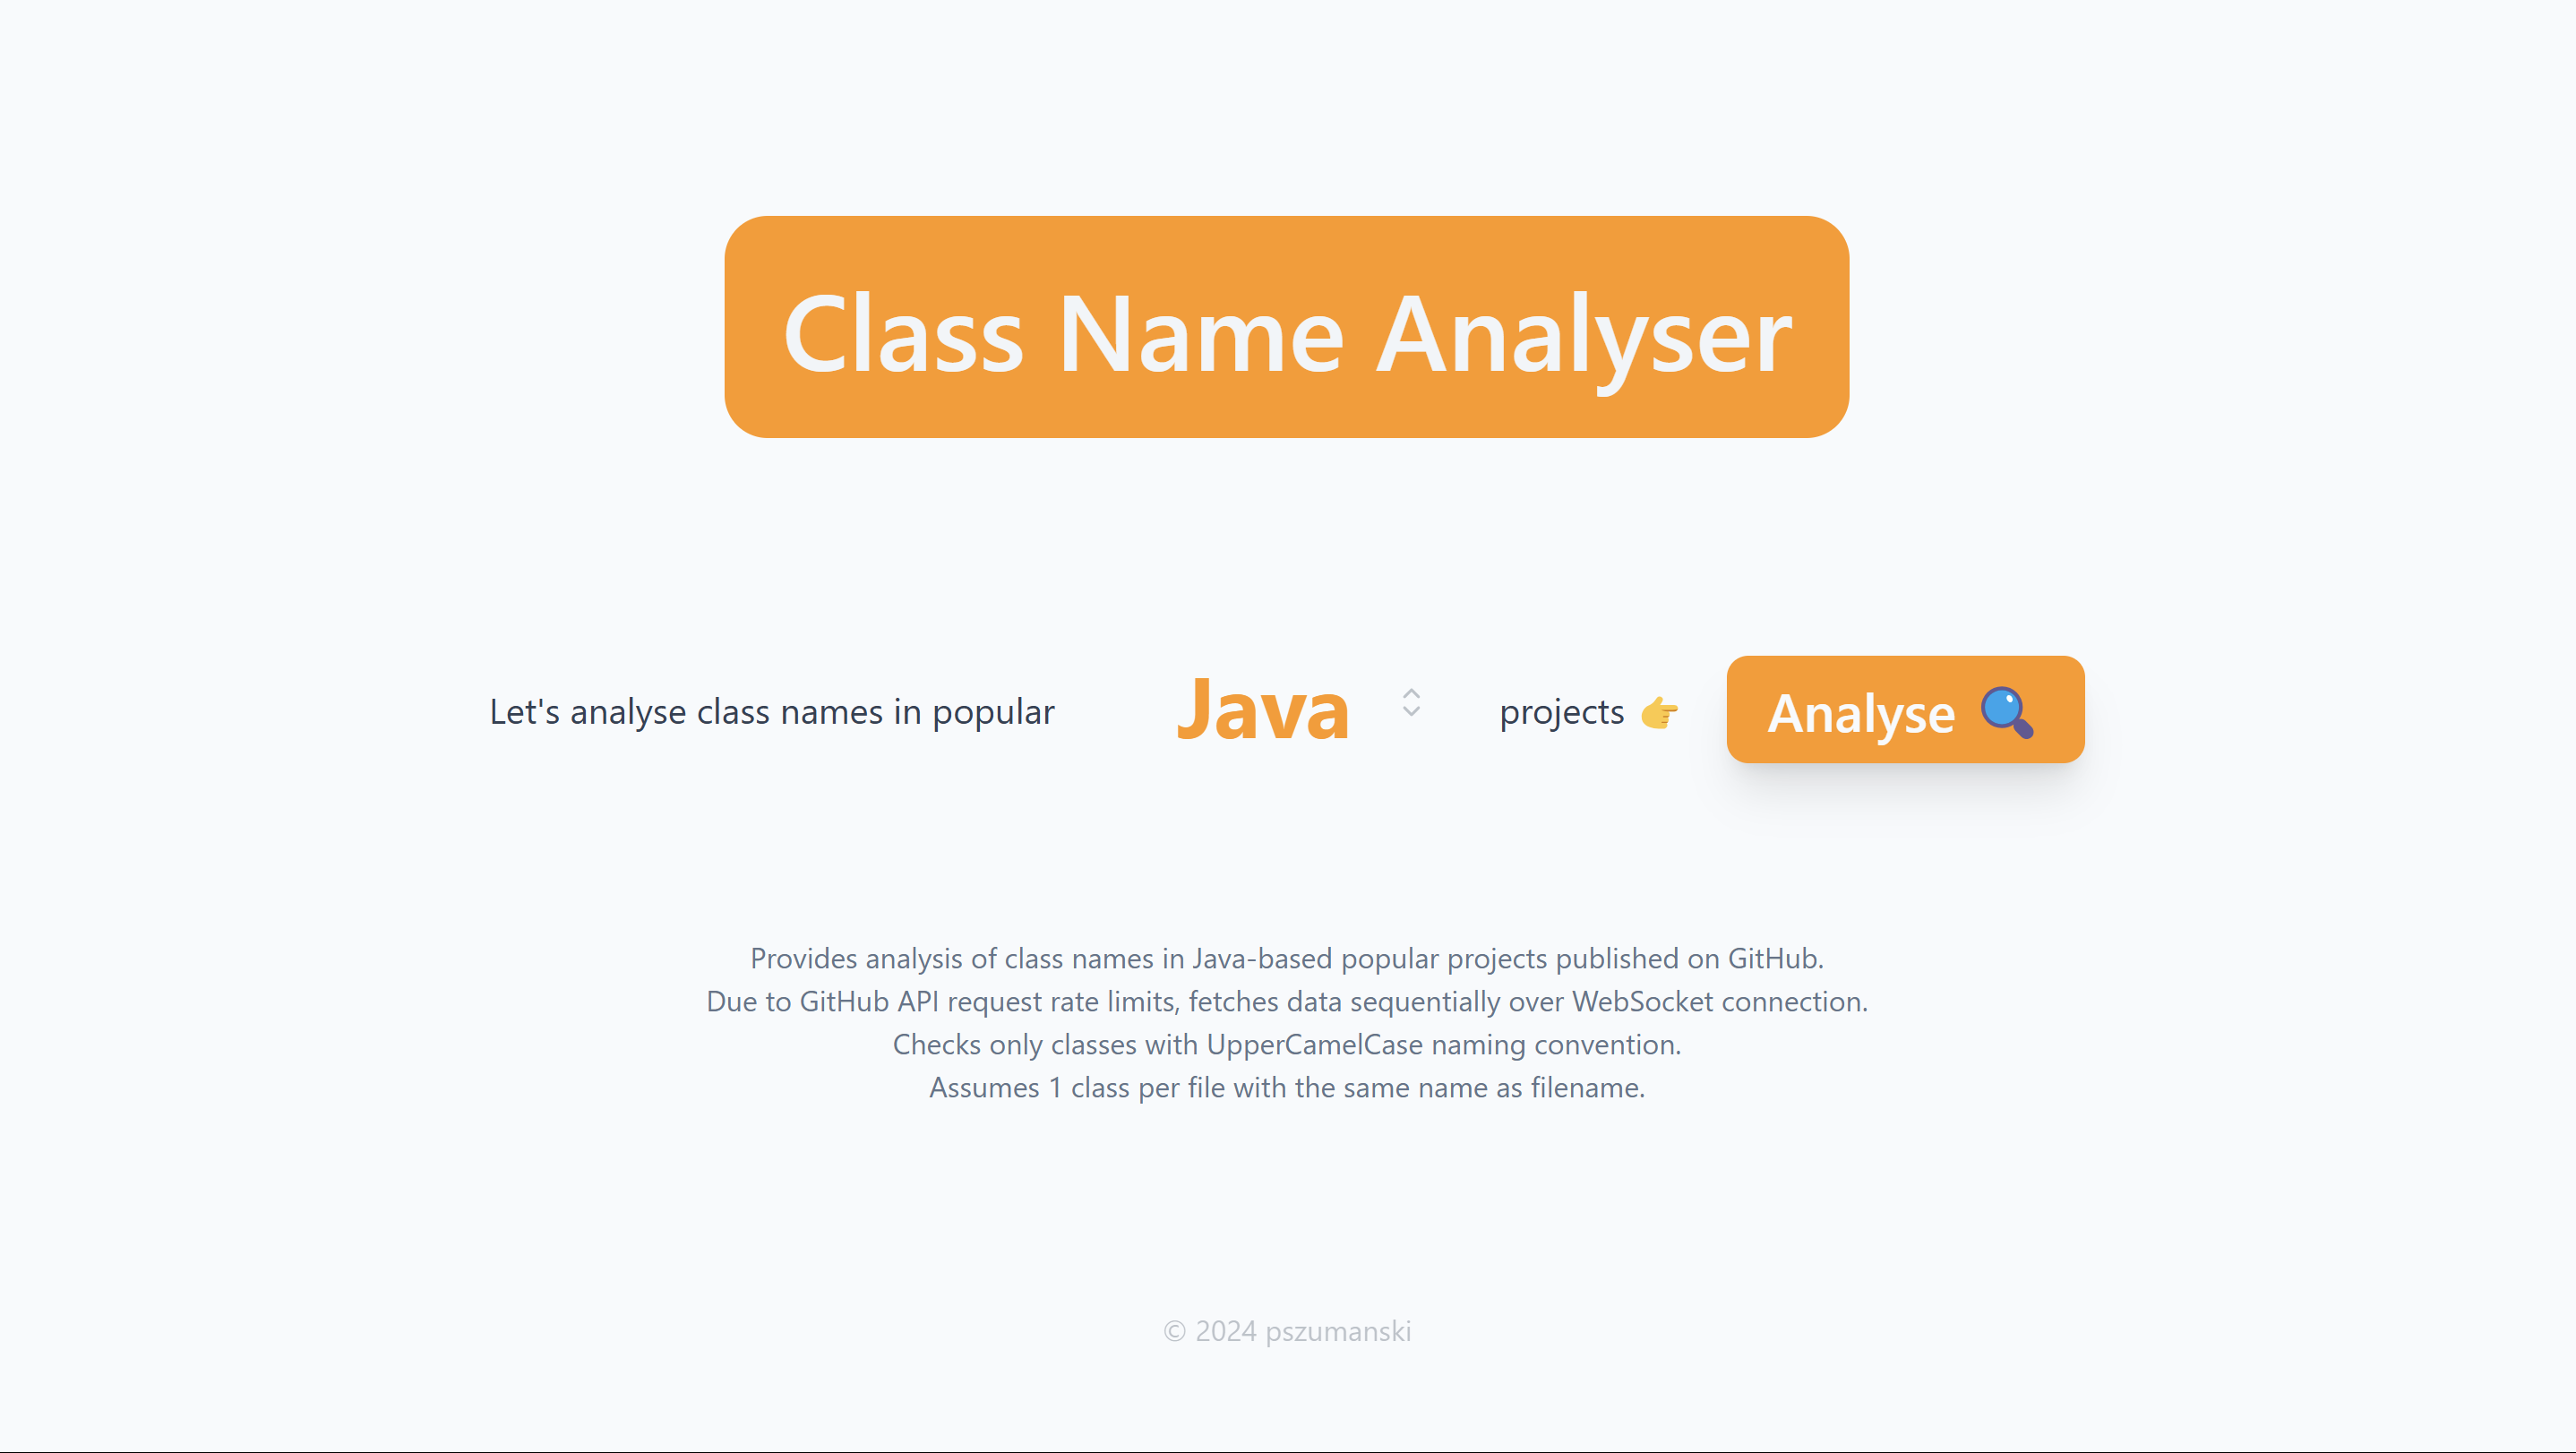 Class Name Analyser
Let's analyse class names in popular Java projects 👉 Analyse 🔍
Provides analysis of class names in Java-based popular projects published on GitHub.
Due to GitHub API request rate limits, fetches data sequentially over WebSocket connection.
Checks only classes with UpperCamelCase naming convention.
Assumes 1 class per file with the same name as filename.
© 2024 pszumanski